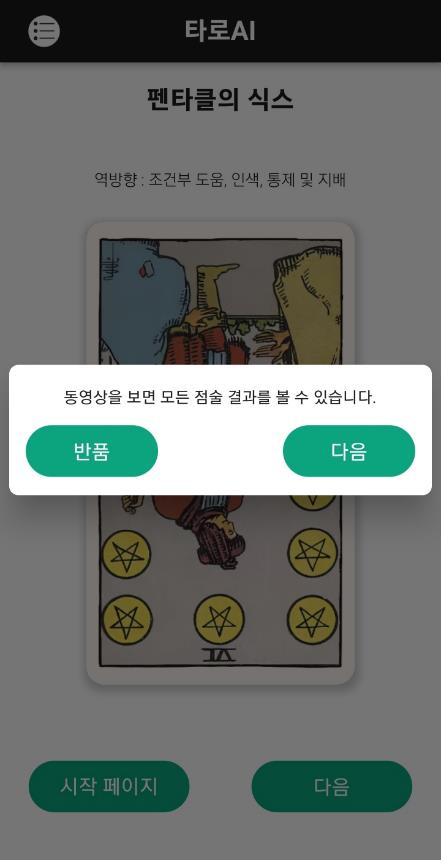 타로AI
펜타클의 식스
역방향 : 조건부 도움, 인색, 통제 및 지배
동영상을 보면 모든 점술 결과를 볼 수 있습니다.
반품
다음
VI
시작 페이지
다음